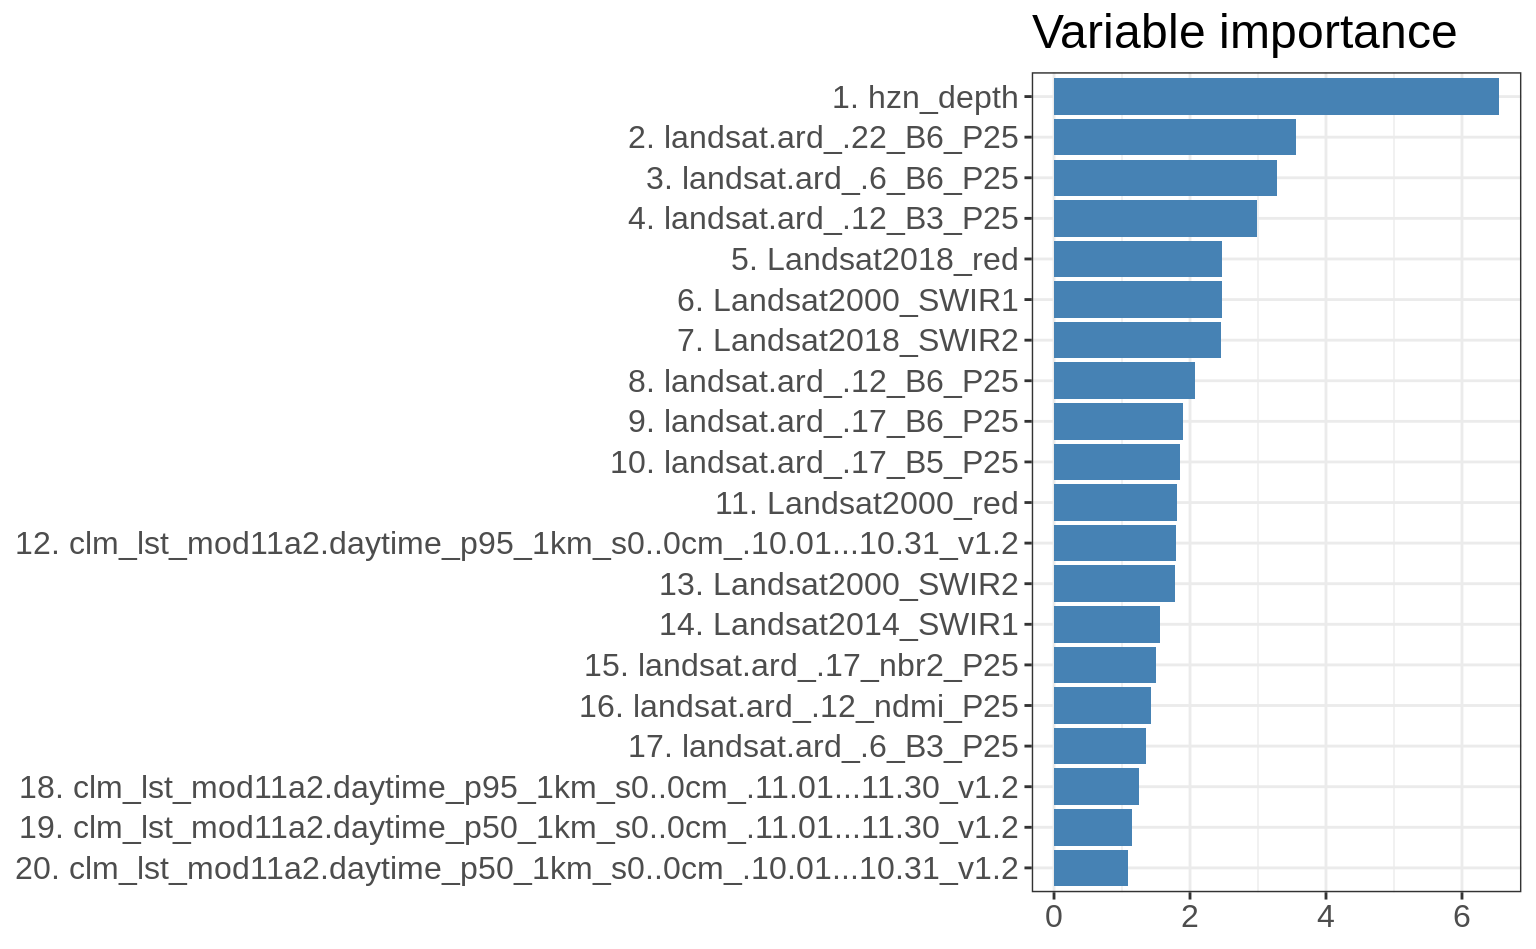 Variable importance
1. hzn_depth
2. landsat.ard_.22_B6_P25
3. landsat.ard_.6_B6_P25
4. landsat.ard_.12_B3_P25
5. Landsat2018_red
6. Landsat2000_SWIR1
7. Landsat2018_SWIR2
8. landsat.ard_.12_B6_P25
9. landsat.ard_.17_B6_P25
10. landsat.ard_.17_B5_P25
11. Landsat2000_red
12. clm_lst_mod11a2.daytime_p95_1km_s0..0cm_.10.01...10.31_v1.2
13. Landsat2000_SWIR2
14. Landsat2014_SWIR1
15. landsat.ard_.17_nbr2_P25
16. landsat.ard_.12_ndmi_P25
17. landsat.ard_.6_B3_P25
18. clm_lst_mod11a2.daytime_p95_1km_s0..0cm_.11.01...11.30_v1.2
19. clm_lst_mod11a2.daytime_p50_1km_s0..0cm_.11.01...11.30_v1.2
20. clm_lst_mod11a2.daytime_p50_1km_s0..0cm_.10.01...10.31_v1.2
0 2 4 6